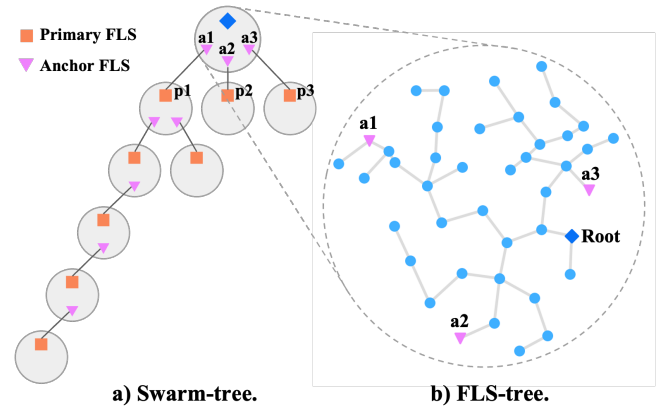 Primary FLS
Anchor FLS
a1
a2
a3
p1
p2
p3
a1
a3
Root
a2
a) Swarm-tree.
b) FLS-tree.